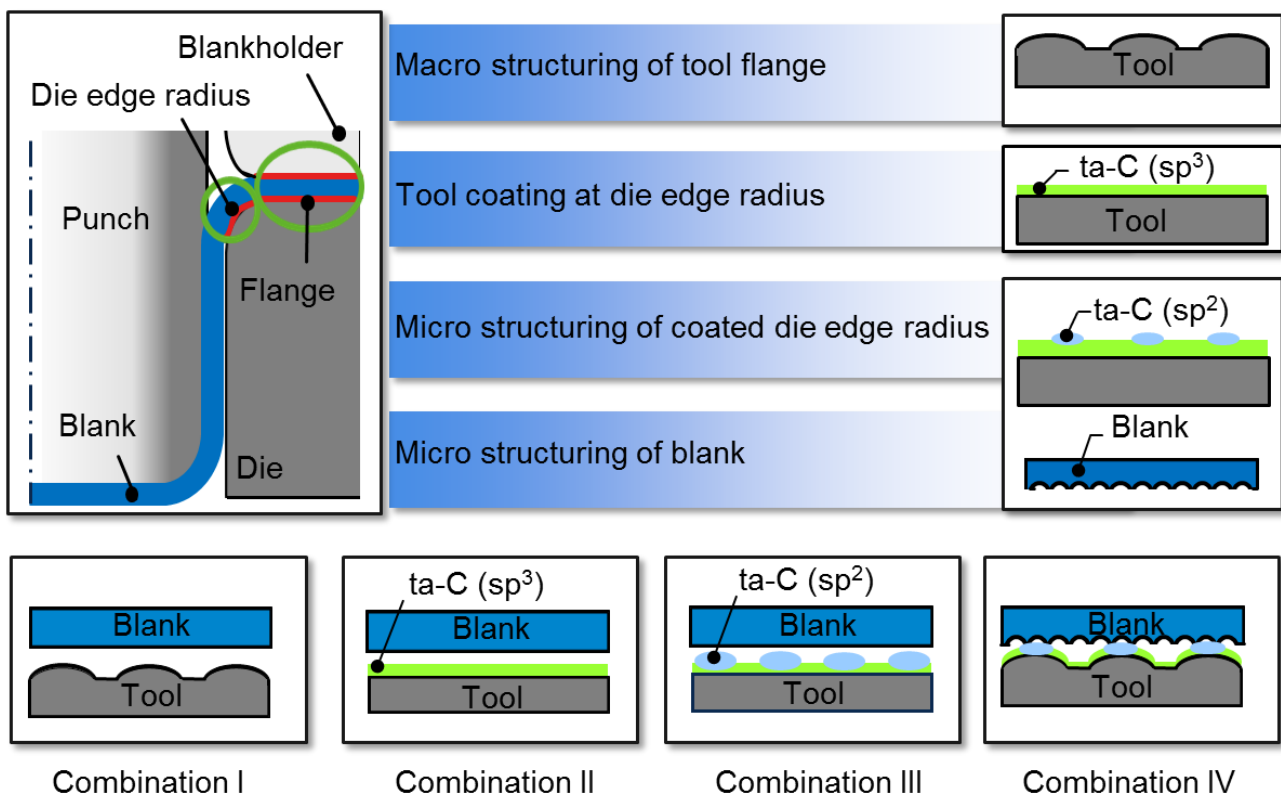 Blankholder
Die edge radius
Punch
Flange
Blank
Die
Macro structuring of tool flange
Tool
Tool coating at die edge radius
ta-C (sp³)
Tool
Micro structuring of coated die edge radius
ta-C (sp²)
Micro structuring of blank
Blank
Blank
Tool
Combination I
ta-C (sp³)
Blank
Tool
Combination II
ta-C (sp²)
Blank
Tool
Combination III
Blank
Tool
Combination IV